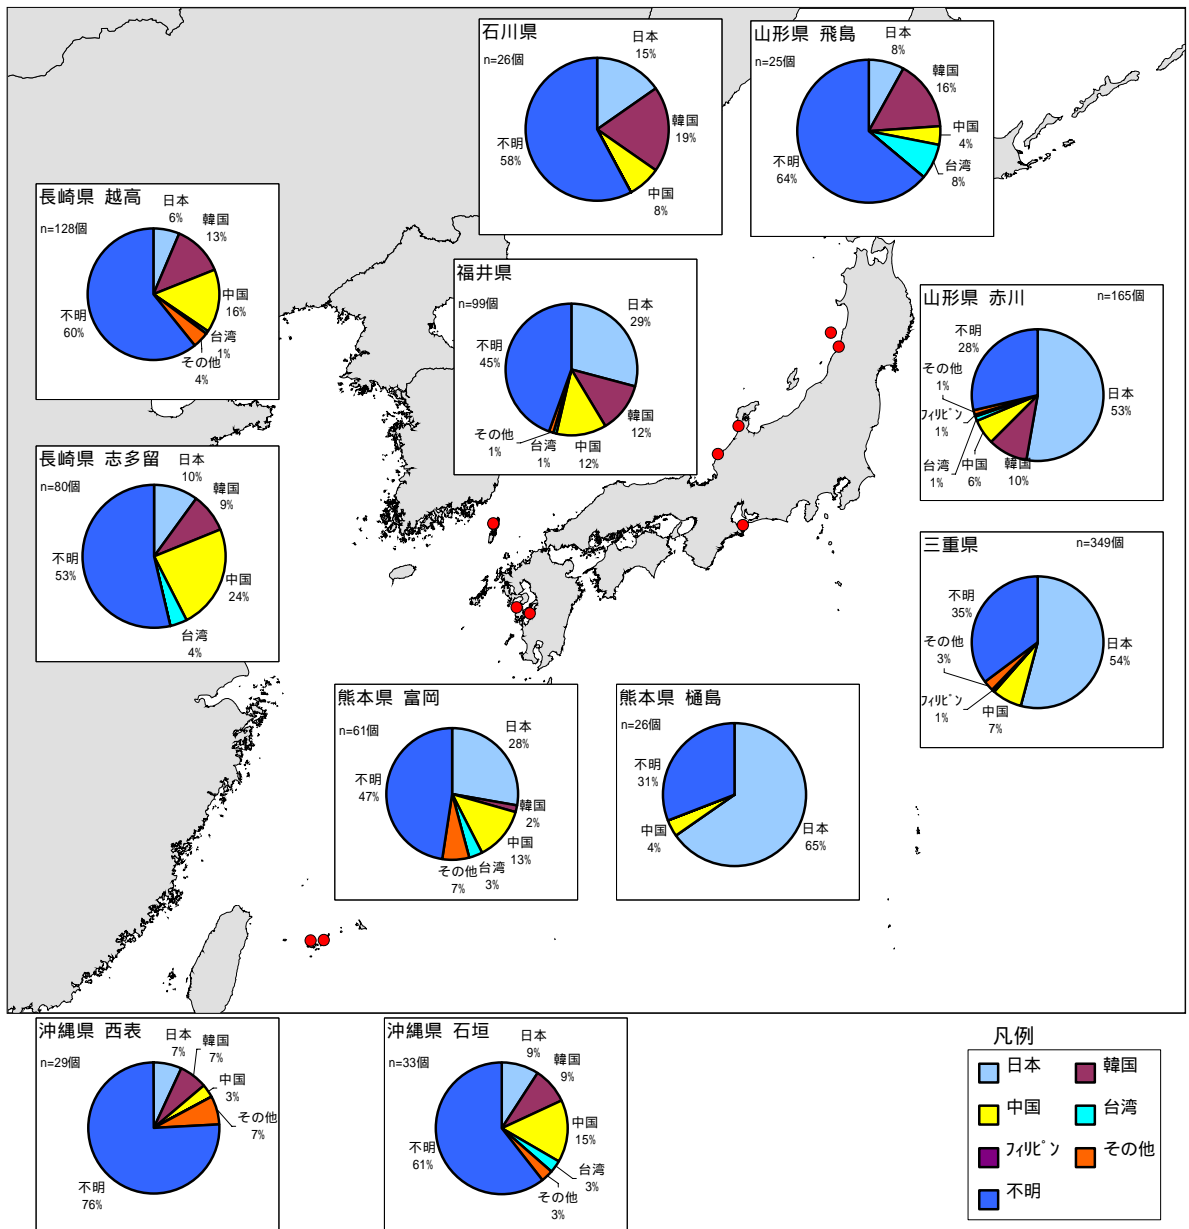 石川県
n=26個
日本
15%
韓国
19%
中国
8%
不明
58%
山形県 飛島
n=25個
日本
8%
韓国
16%
中国
4%
台湾
8%
不明
64%
長崎県 越高
n=128個
日本
6%
韓国
13%
中国
16%
台湾
1%
その他
4%
不明
60%
福井県
n=99個
日本
29%
韓国
12%
中国
12%
台湾
1%
その他
1%
不明
45%
山形県 赤川
n=165個
日本
53%
韓国
10%
中国
6%
台湾
1%
フィリピン
1%
その他
1%
不明
28%
長崎県 志多留
n=80個
日本
10%
韓国
9%
中国
24%
台湾
4%
不明
53%
三重県
n=349個
日本
54%
中国
7%
フィリピン
1%
その他
3%
不明
35%
熊本県 富岡
n=61個
日本
28%
韓国
2%
中国
13%
台湾
3%
その他
7%
不明
47%
熊本県 樋島
n=26個
日本
65%
中国
4%
不明
31%
沖縄県 西表
n=29個
日本
7%
韓国
7%
中国
3%
その他
7%
不明
76%
沖縄県 石垣
n=33個
日本
9%
韓国
9%
中国
15%
台湾
3%
その他
3%
不明
61%
凡例
日本
韓国
中国
台湾
フィリピン
その他
不明